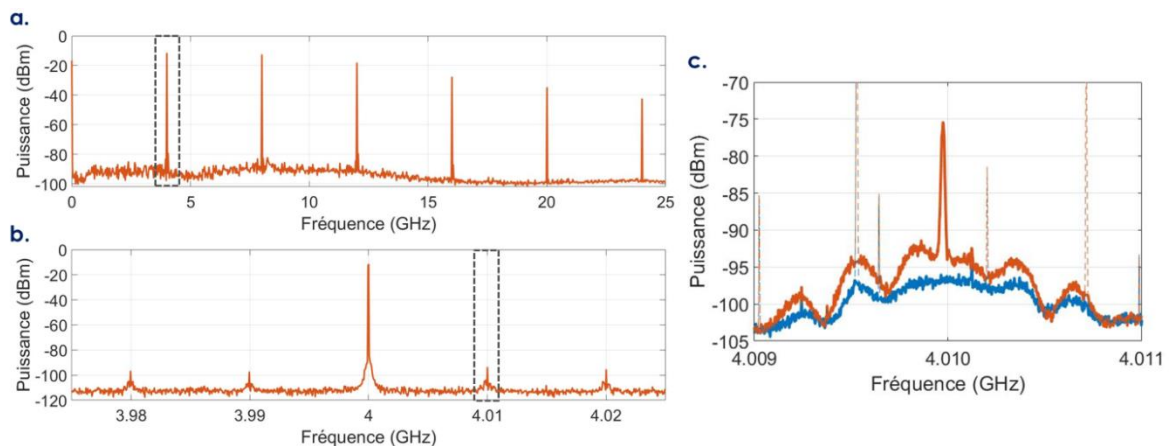 a.
Puissance (dBm)
0
-20
-40
-60
-80
-100
0 5 10 15 20 25
Fréquence (GHz)
b.
Puissance (dBm)
0
-20
-40
-60
-80
-100
-120
3.98 3.99 4 4.01 4.02
Fréquence (GHz)
c.
Puissance (dBm)
-70
-75
-80
-85
-90
-95
-100
-105
4.009 4.010 4.011
Fréquence (GHz)